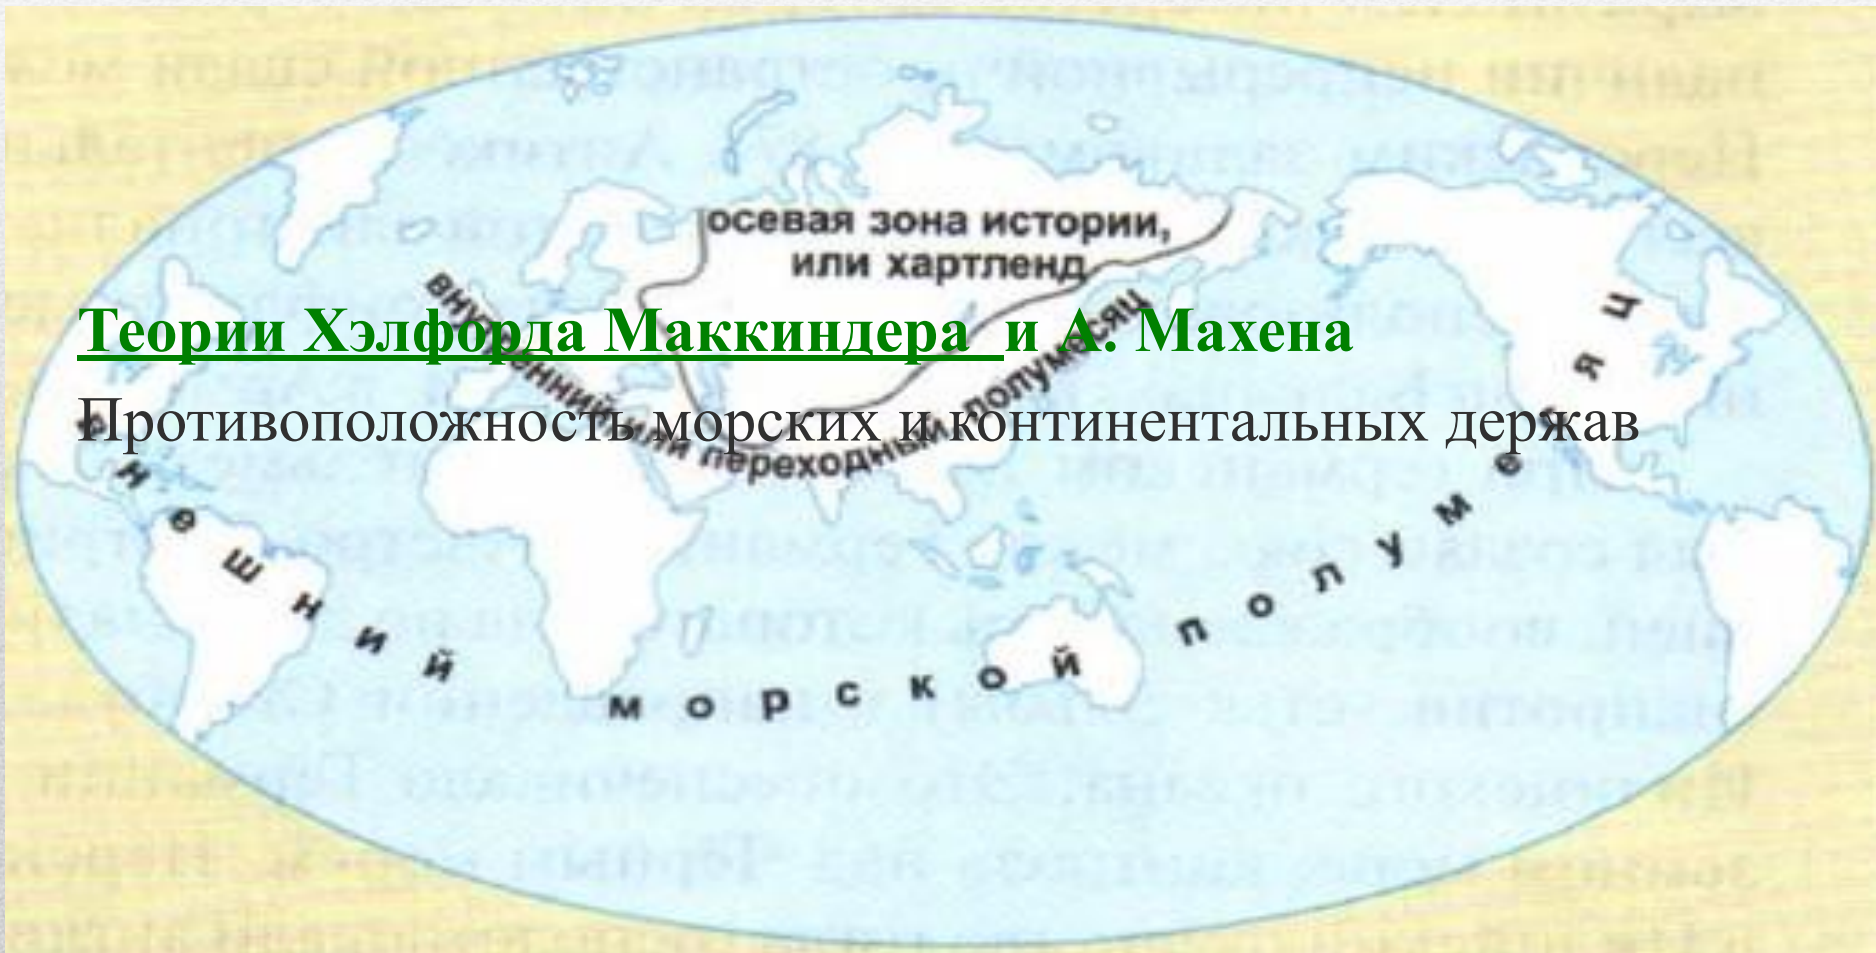 осевая зона истории,
или хартленд
внутренний или переходный полумесяц
Теории Хэлфорда Маккиндера и А. Махена
Противоположность морских и континентальных держав
внешний морской полумесяц